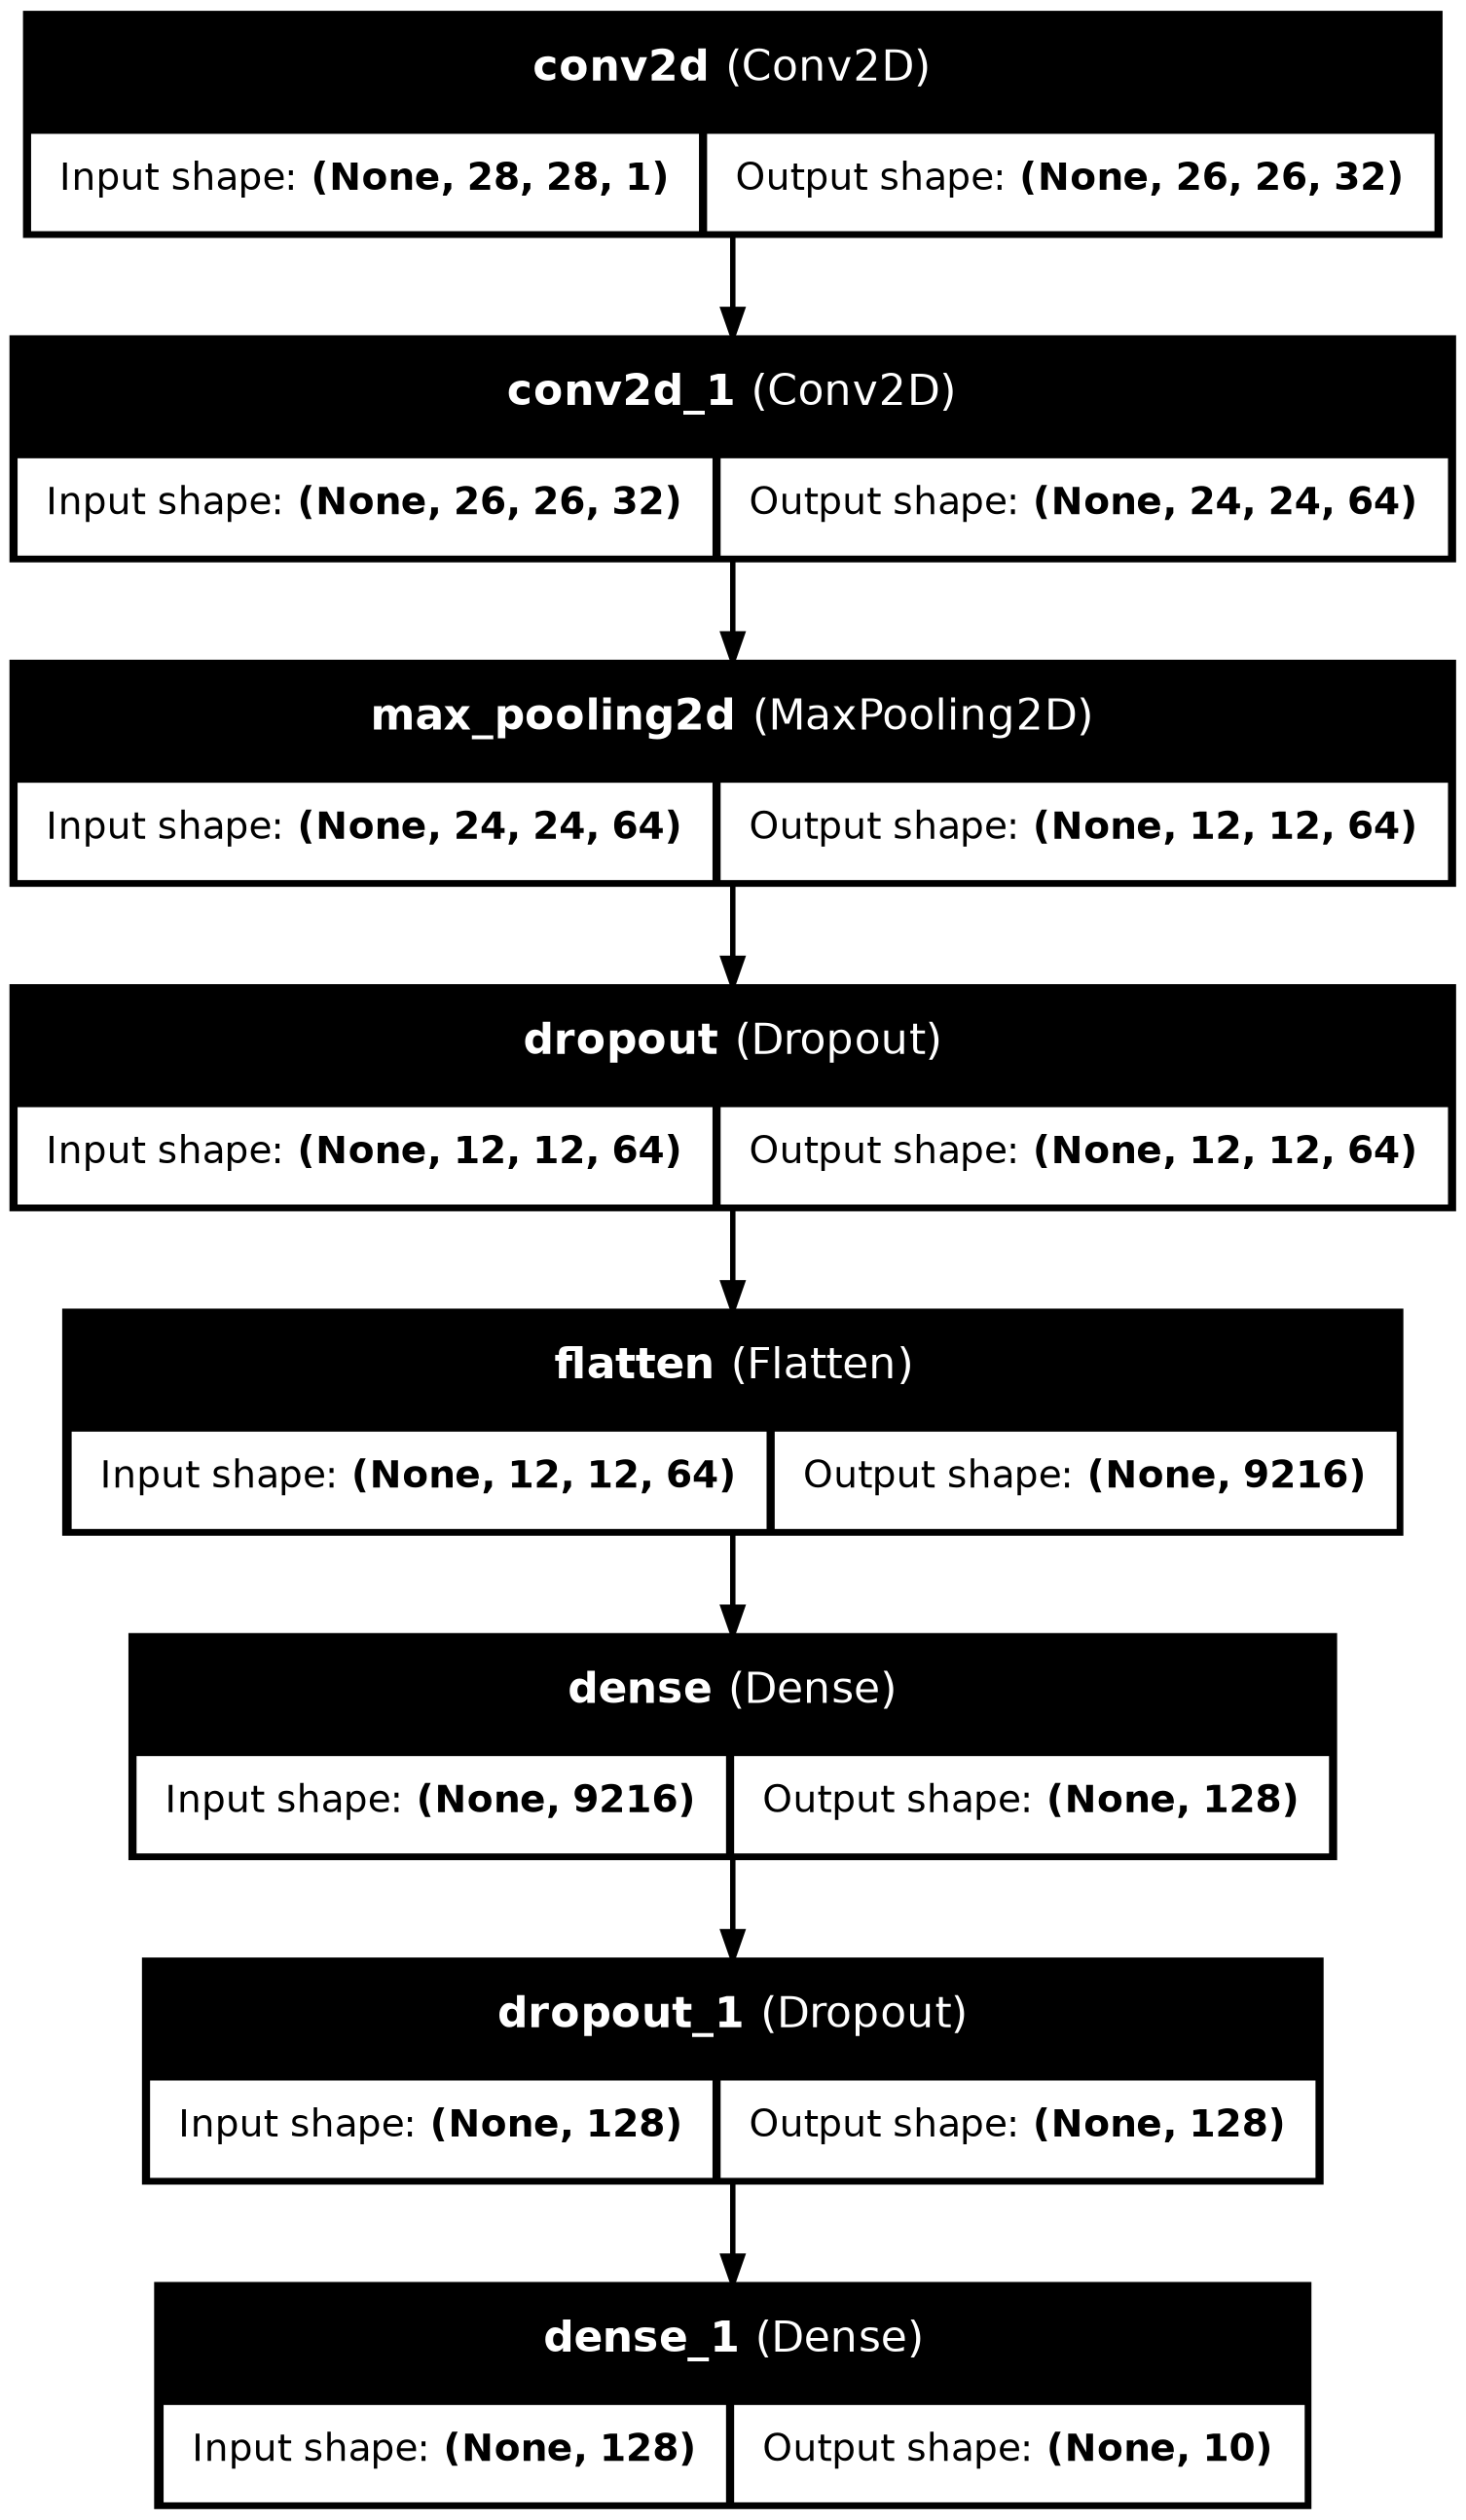 conv2d (Conv2D)
Input shape: (None, 28, 28, 1) Output shape: (None, 26, 26, 32)
conv2d_1 (Conv2D)
Input shape: (None, 26, 26, 32) Output shape: (None, 24, 24, 64)
max_pooling2d (MaxPooling2D)
Input shape: (None, 24, 24, 64) Output shape: (None, 12, 12, 64)
dropout (Dropout)
Input shape: (None, 12, 12, 64) Output shape: (None, 12, 12, 64)
flatten (Flatten)
Input shape: (None, 12, 12, 64) Output shape: (None, 9216)
dense (Dense)
Input shape: (None, 9216) Output shape: (None, 128)
dropout_1 (Dropout)
Input shape: (None, 128) Output shape: (None, 128)
dense_1 (Dense)
Input shape: (None, 128) Output shape: (None, 10)